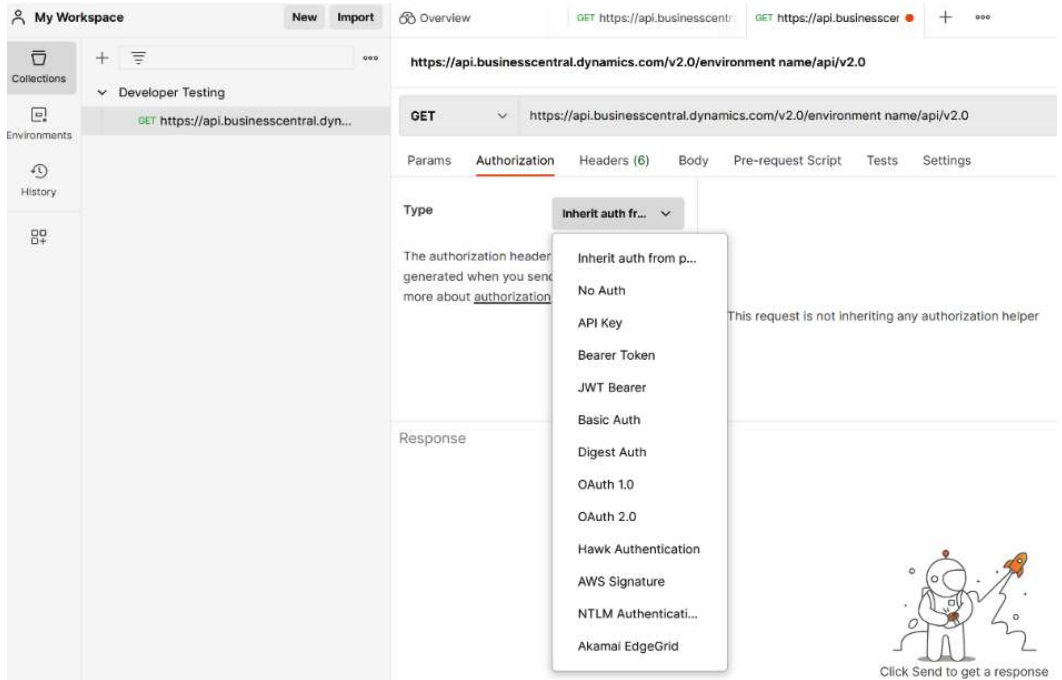 My Workspace
New
Import
Overview
GET https://api.businesscentr
GET https://api.businesscer
Collections
Environments
History
Developer Testing
GET https://api.businesscentral.dyn...
https://api.businesscentral.dynamics.com/v2.0/environment name/api/v2.0
GET
https://api.businesscentral.dynamics.com/v2.0/environment name/api/v2.0
Params
Authorization
Headers (6)
Body
Pre-request Script
Tests
Settings
Type
Inherit auth fr...
The authorization header
generated when you send
more about authorization
Inherit auth from p...
No Auth
API Key
Bearer Token
JWT Bearer
Basic Auth
Digest Auth
OAuth 1.0
OAuth 2.0
Hawk Authentication
AWS Signature
NTLM Authenticati...
Akamai EdgeGrid
This request is not inheriting any authorization helper
Response
Click Send to get a response